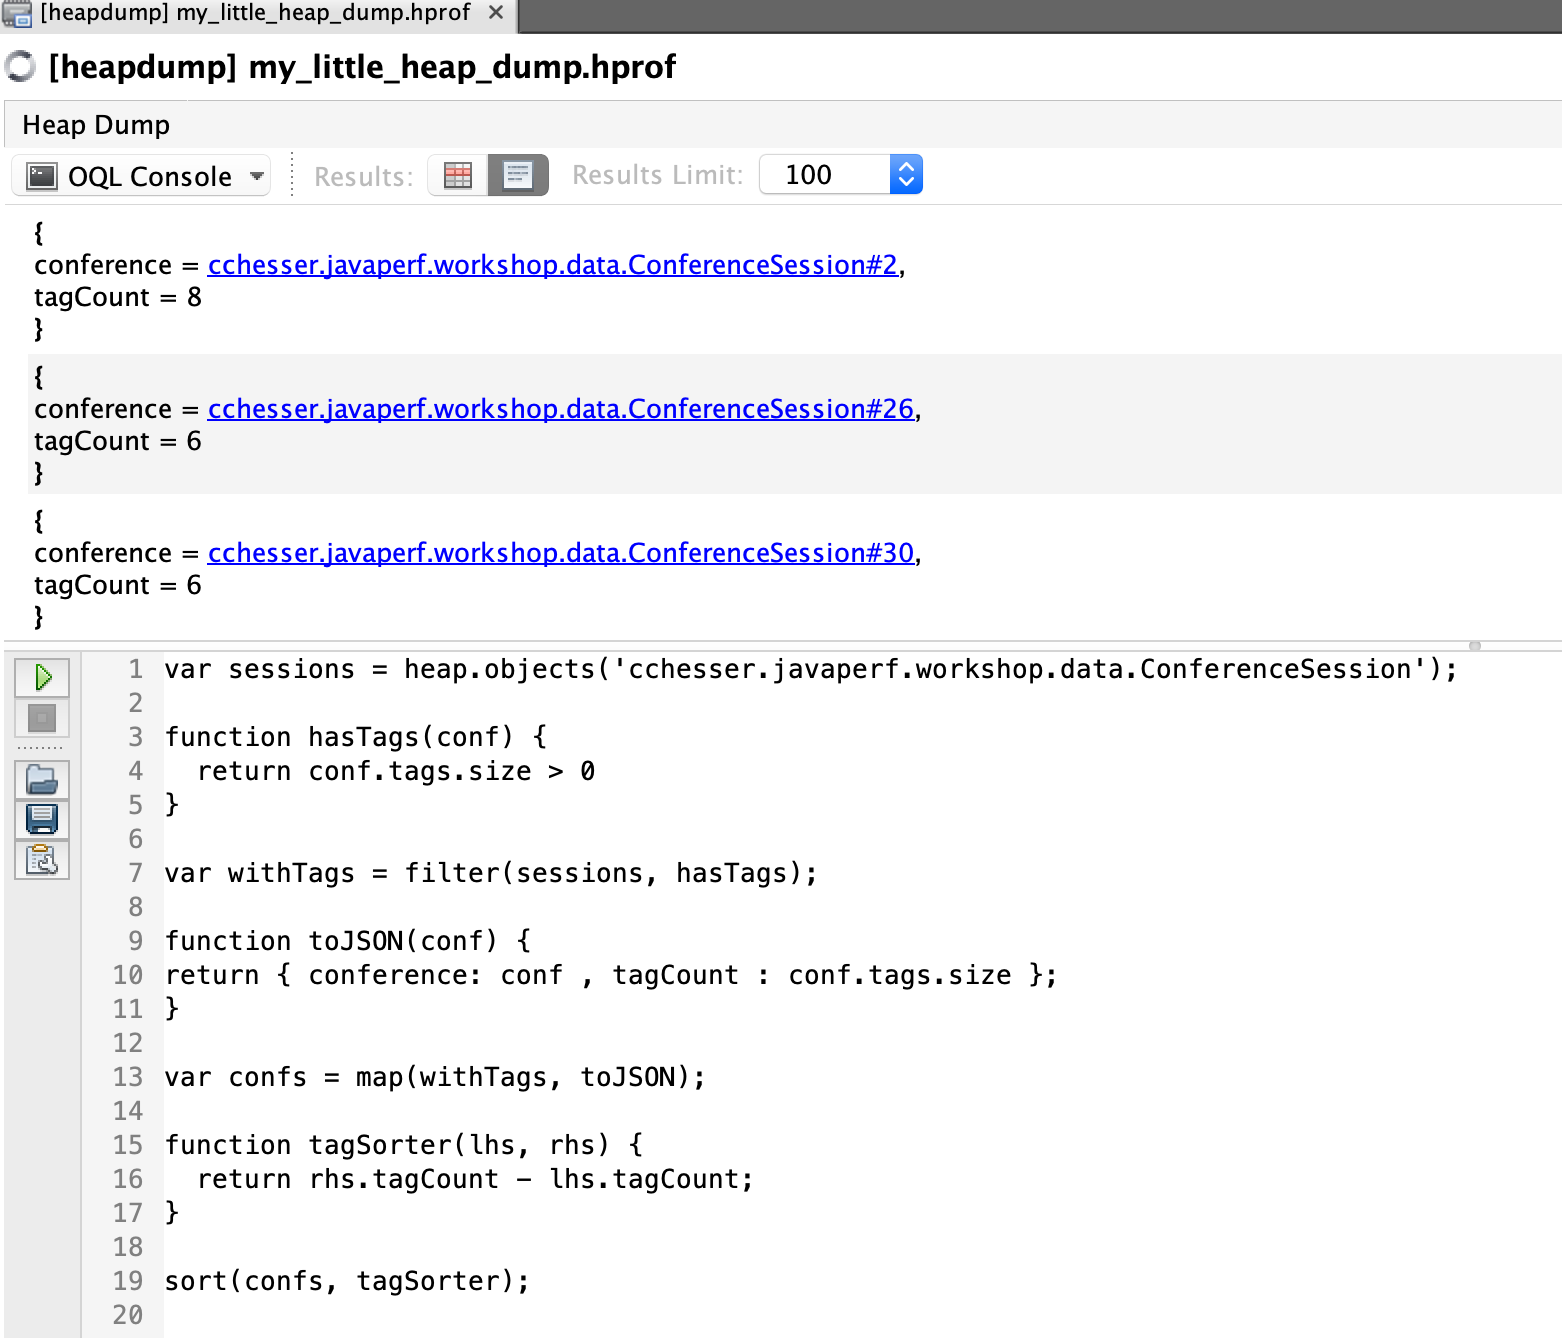 [heapdump] my_little_heap_dump.hprof ×
[heapdump] my_little_heap_dump.hprof
Heap Dump
OQL Console Results: Results Limit: 100
{
conference = cchesser.javaperf.workshop.data.ConferenceSession#2,
tagCount = 8
}
{
conference = cchesser.javaperf.workshop.data.ConferenceSession#26,
tagCount = 6
}
{
conference = cchesser.javaperf.workshop.data.ConferenceSession#30,
tagCount = 6
}
1 var sessions = heap.objects('cchesser.javaperf.workshop.data.ConferenceSession');
2
3 function hasTags(conf) {
4   return conf.tags.size > 0
5 }
6
7 var withTags = filter(sessions, hasTags);
8
9 function toJSON(conf) {
10 return { conference: conf , tagCount : conf.tags.size };
11 }
12
13 var confs = map(withTags, toJSON);
14
15 function tagSorter(lhs, rhs) {
16   return rhs.tagCount - lhs.tagCount;
17 }
18
19 sort(confs, tagSorter);
20